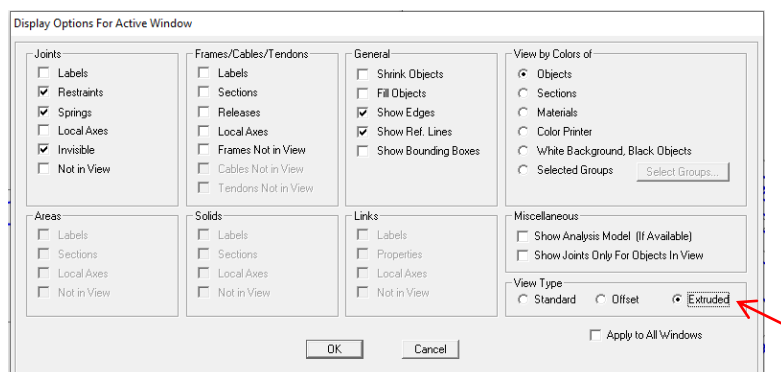 Display Options For Active Window
Joints
Labels
Restraints
Springs
Local Axes
Invisible
Not in View
Frames/Cables/Tendons
Labels
Sections
Releases
Local Axes
Frames Not in View
Cables Not in View
Tendons Not in View
General
Shrink Objects
Fill Objects
Show Edges
Show Ref. Lines
Show Bounding Boxes
View by Colors of
Objects
Sections
Materials
Color Printer
White Background, Black Objects
Selected Groups
Select Groups...
Areas
Labels
Sections
Local Axes
Not in View
Solids
Labels
Sections
Local Axes
Not in View
Links
Labels
Properties
Local Axes
Not in View
Miscellaneous
Show Analysis Model (If Available)
Show Joints Only For Objects In View
View Type
Standard
Offset
Extruded
Apply to All Windows
OK
Cancel